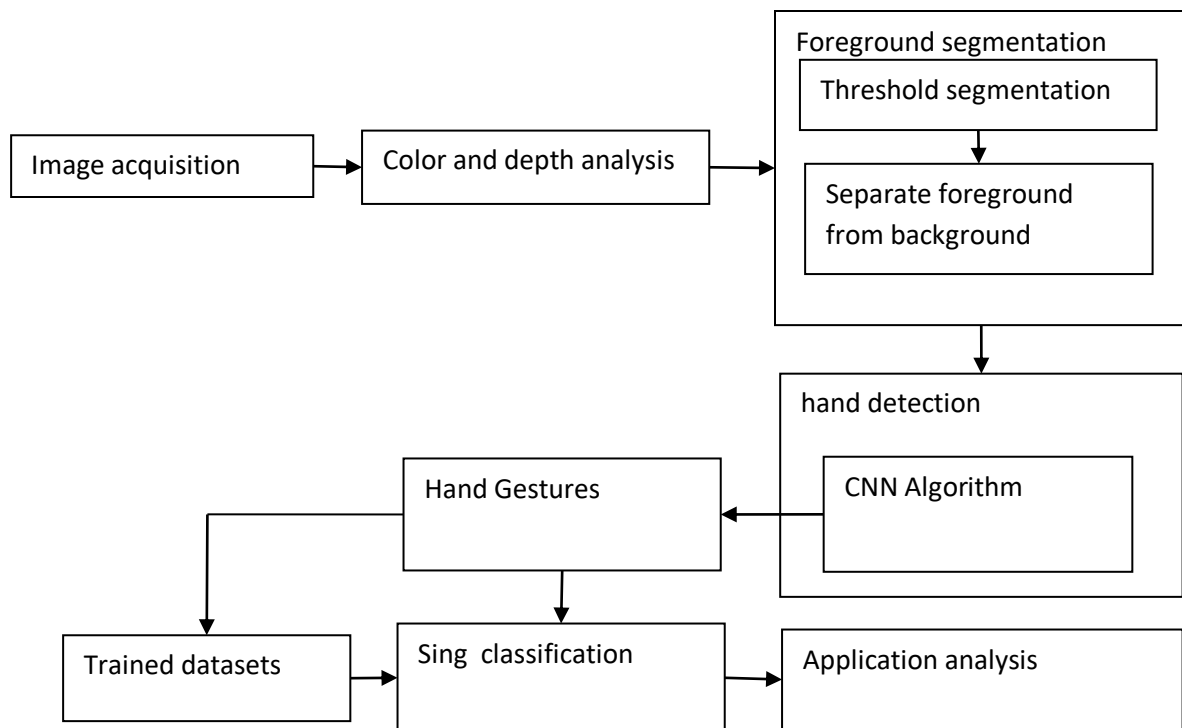 Image acquisition
Color and depth analysis
Foreground segmentation
Threshold segmentation
Separate foreground
from background
hand detection
CNN Algorithm
Hand Gestures
Trained datasets
Sing classification
Application analysis